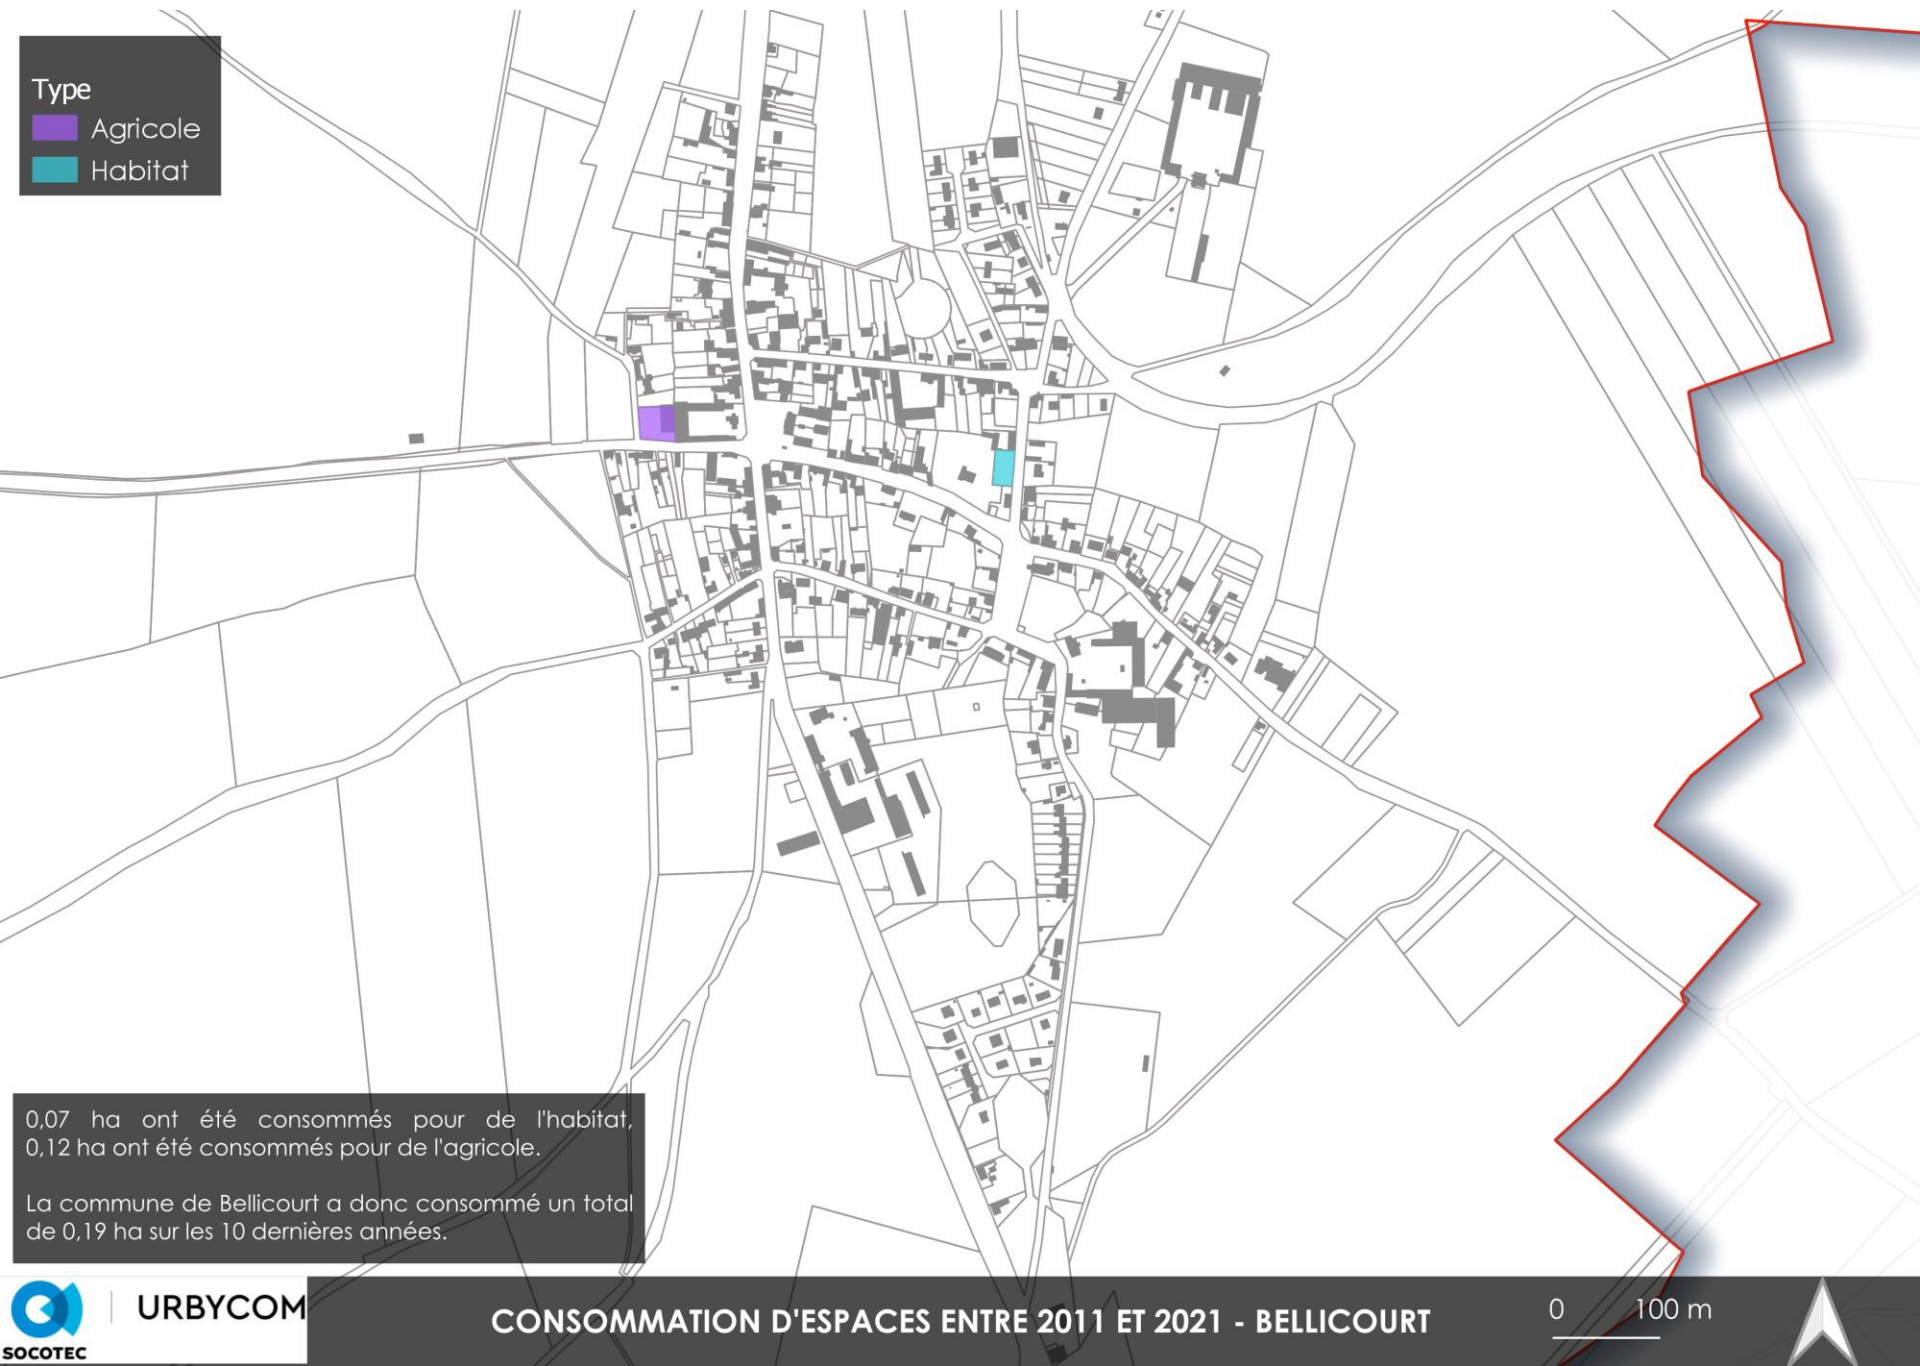 Type
Agricole
Habitat
0,07 ha ont été consommés pour de l'habitat,
0,12 ha ont été consommés pour de l'agricole.
La commune de Bellicourt a donc consommé un total
de 0,19 ha sur les 10 dernières années.
SOCOTEC
URBYCOM
CONSOMMATION D'ESPACES ENTRE 2011 ET 2021 - BELLICOURT
0 100 m